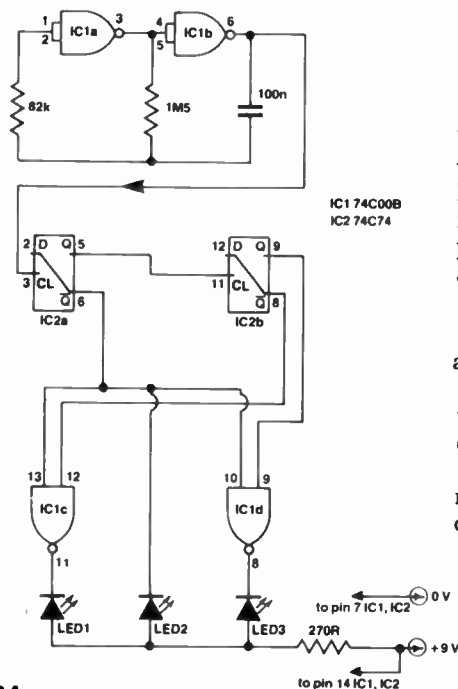 1
2
IC1a
3
4
5
IC1b
6
82k
1M5
100n
IC1 74C00B
IC2 74C74
2 D Q 5
3 CL
Q 6
IC2a
12 D Q 9
11 CL
Q 8
IC2b
13 12
IC1c
11
10 9
IC1d
8
LED1
LED2
LED3
270R
0 V
to pin 7 IC1, IC2
+9 V
to pin 14 IC1, IC2